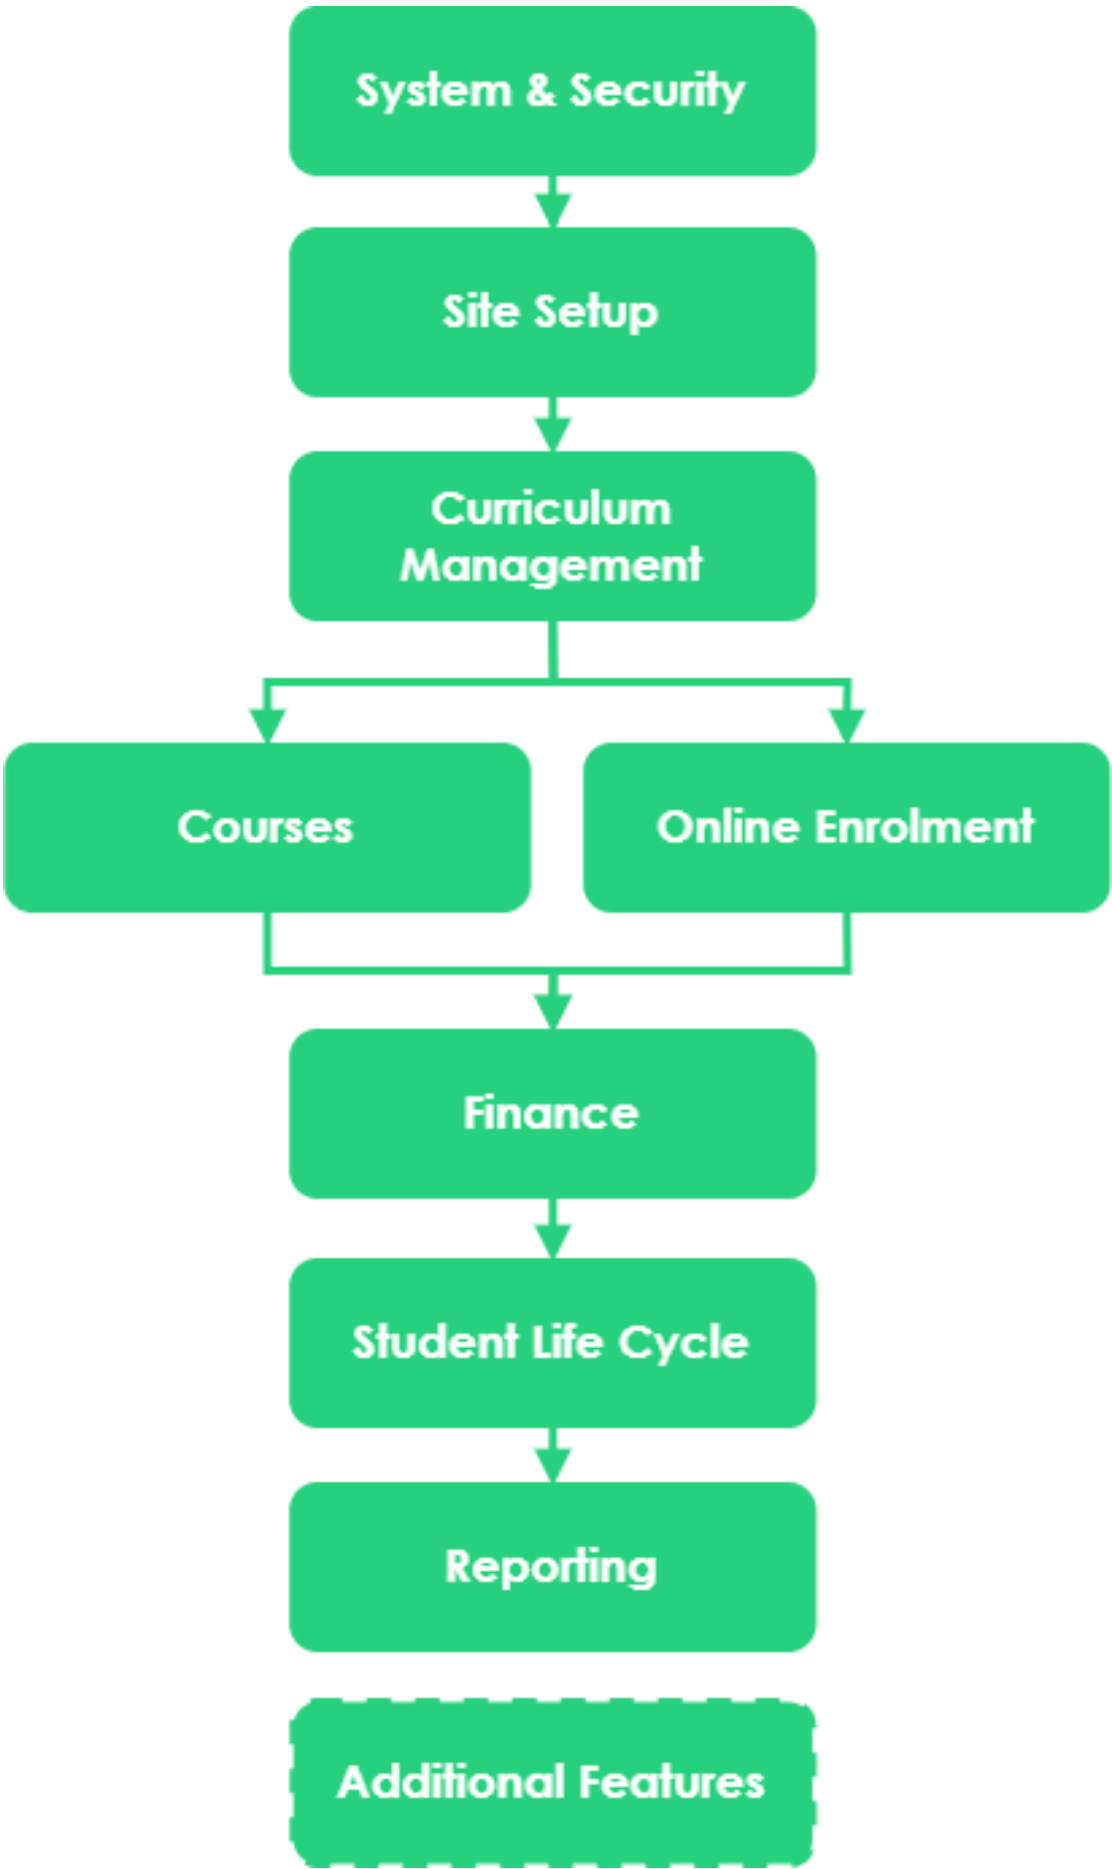 System & Security
Site Setup
Curriculum
Management
Courses
Online Enrolment
Finance
Student Life Cycle
Reporting
Additional Features